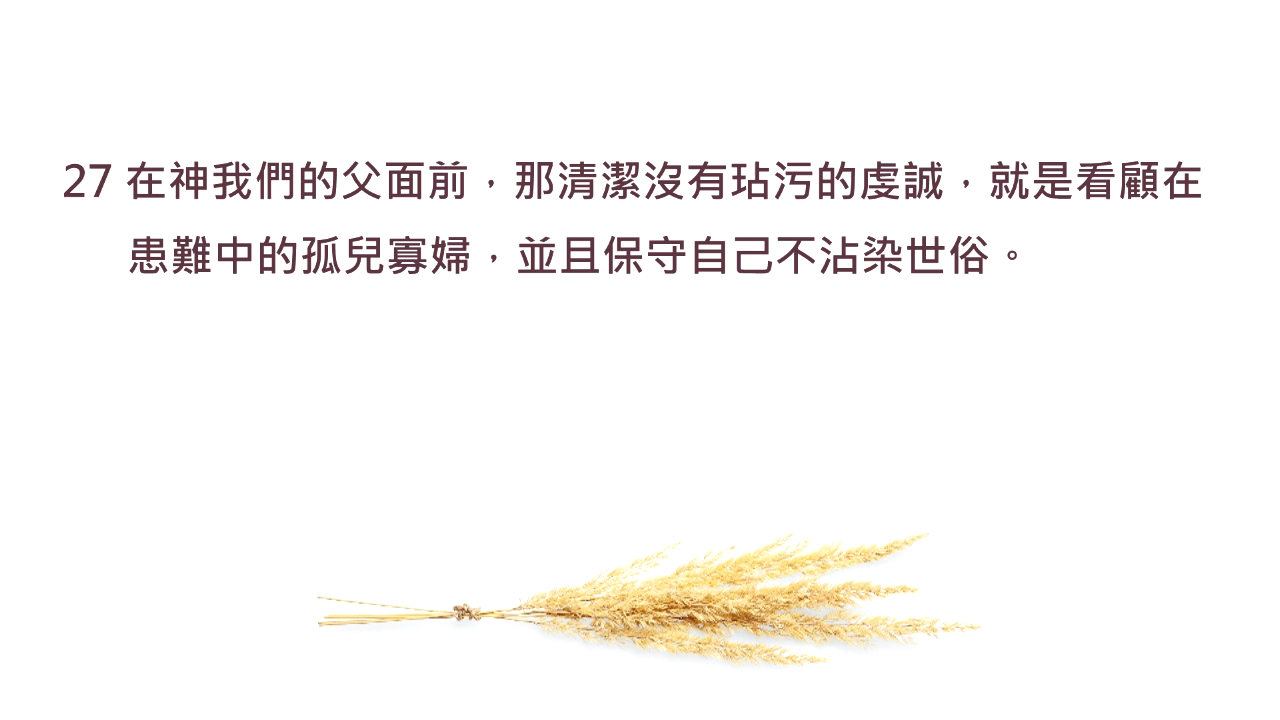 27 在神我們的父面前，那清潔沒有玷污的虔誠，就是看顧在
患難中的孤兒寡婦，並且保守自己不沾染世俗。